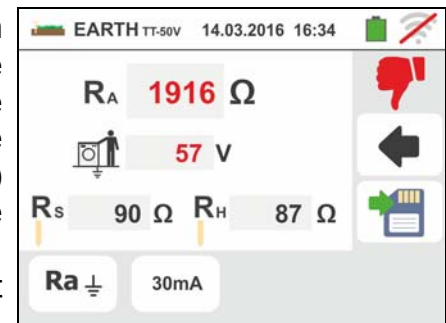 EARTH TT-50V 14.03.2016 16:34
RA 1916 Ω
57 V
RS 90 Ω RH 87 Ω
Ra 30mA